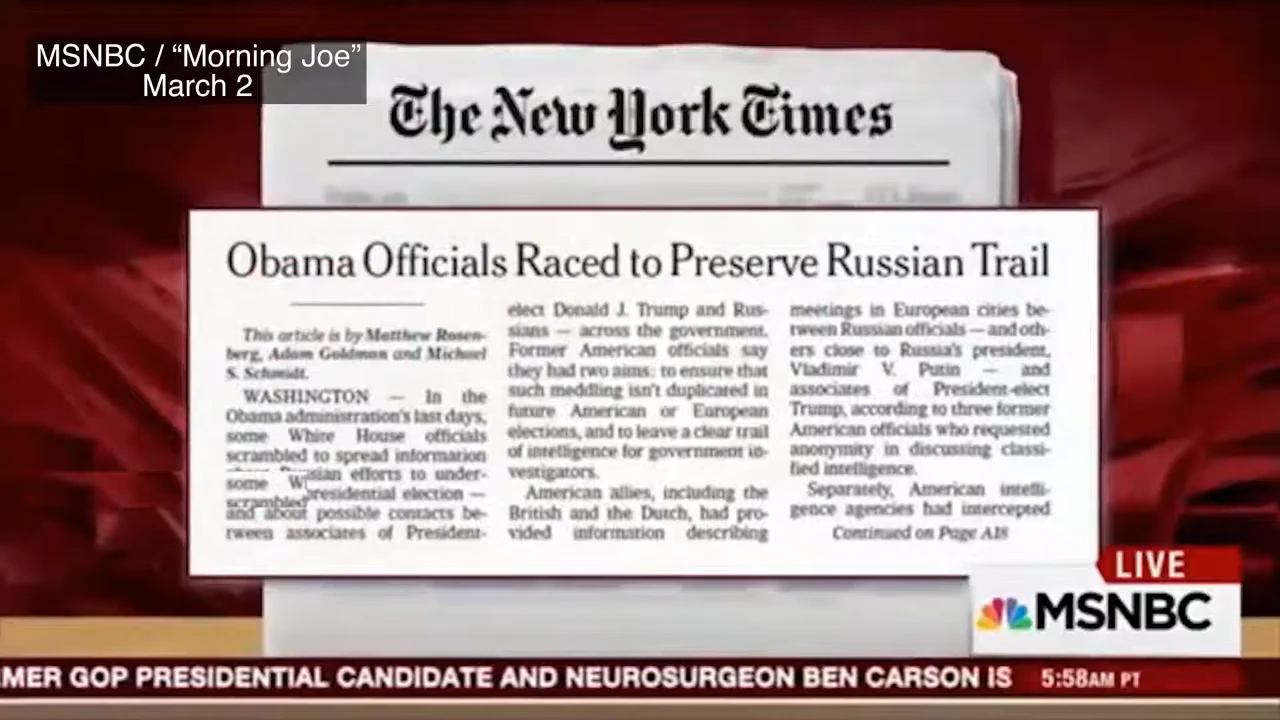 MSNBC / “Morning Joe”
March 2
The New York Times
Obama Officials Raced to Preserve Russian Trail
This article is by Matthew Rosen-
berg, Adam Goldman and Michael
S. Schmidt.
WASHINGTON — In the
Obama administration's last days,
some White House officials
scrambled to spread information
sian efforts to under-
some W
presidential election —
scrambled
and about possible contacts be-
tween associates of President-
elect Donald J. Trump and Rus-
sians — across the government.
Former American officials say
they had two aims: to ensure that
such meddling isn't duplicated in
future American or European
elections, and to leave a clear trail
of intelligence for government in-
vestigators.
American allies, including the
British and the Dutch, had pro-
vided information describing
meetings in European cities be-
tween Russian officials — and oth-
ers close to Russia's president,
Vladimir V. Putin — and
associates of President-elect
Trump, according to three former
American officials who requested
anonymity in discussing classi-
fied intelligence.
Separately, American intelli-
gence agencies had intercepted
Continued on Page A18
LIVE
MSNBC
MER GOP PRESIDENTIAL CANDIDATE AND NEUROSURGEON BEN CARSON IS 5:58AM PT